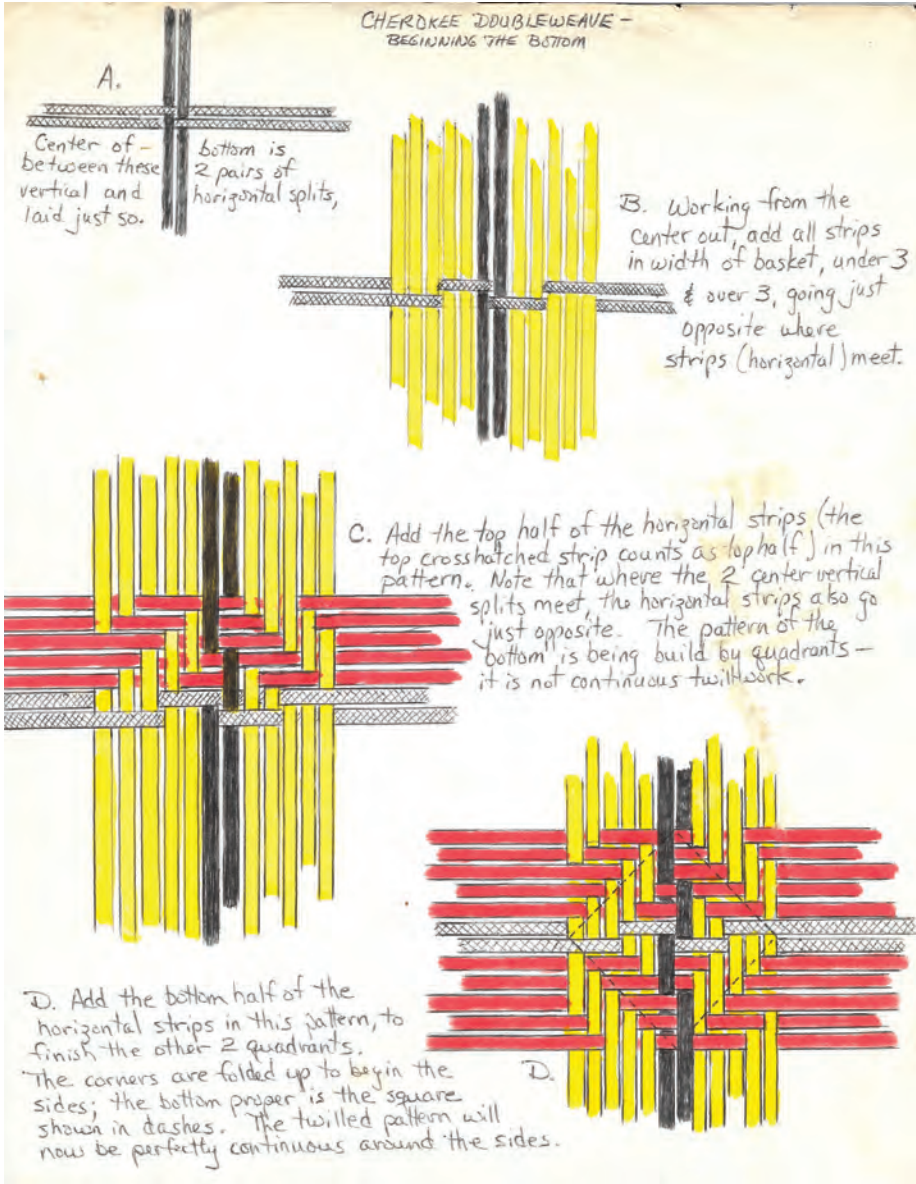 CHEROKEE DOUBLEWEAVE –
BEGINNING THE BOTTOM
A.
Center of – bottom is
between these 2 pairs of
vertical and horizontal splits,
laid just so.
B. Working from the
center out, add all strips
in width of basket, under 3
& over 3, going just
opposite where
strips (horizontal) meet.
C. Add the top half of the horizontal strips (the
top crosshatched strip counts as top half) in this
pattern. Note that where the 2 center vertical
splits meet, the horizontal strips also go
just opposite. The pattern of the
bottom is being build by quadrants –
it is not continuous twillwork.
D. Add the bottom half of the
horizontal strips in this pattern, to
finish the other 2 quadrants.
The corners are folded up to begin the
sides; the bottom proper is the square
shown in dashes. The twilled pattern will
now be perfectly continuous around the sides.
D.